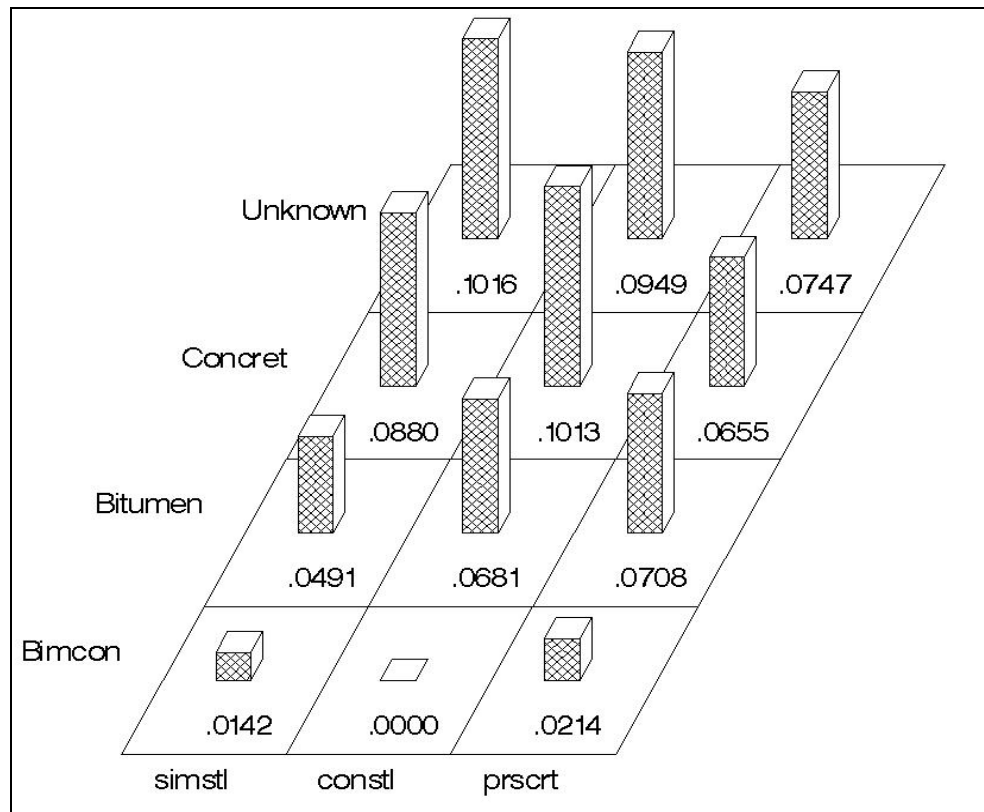 Unknown
.1016 .0949 .0747
Concret
.0880 .1013 .0655
Bitumen
.0491 .0681 .0708
Bimcon
.0142 .0000 .0214
simstl constl prscrt